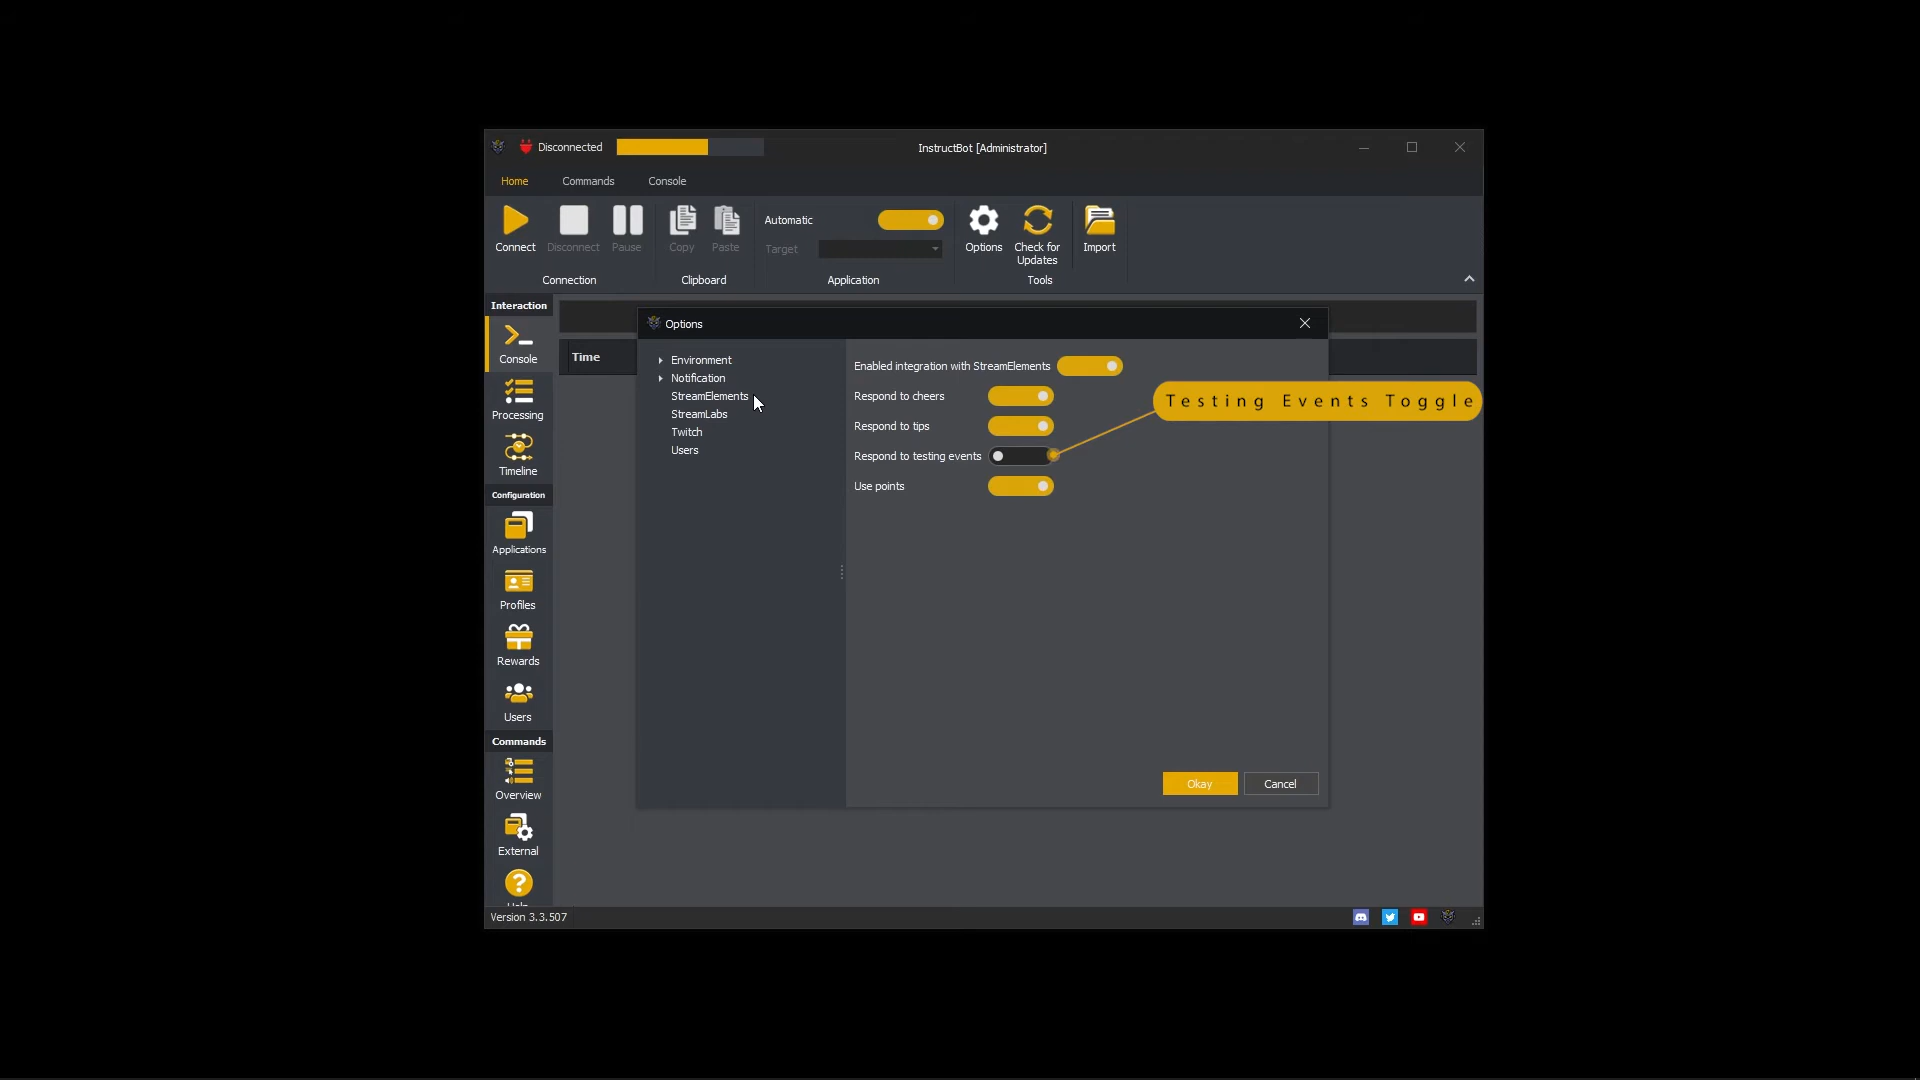 Disconnected
InstructBot [Administrator]
Home Commands Console
Connect Disconnect Pause Copy Paste
Automatic
Target
Options Check for Updates Import
Connection Clipboard Application Tools
Interaction
Console
Processing
Timeline
Configuration
Applications
Profiles
Rewards
Users
Commands
Overview
External
Time
Options
Environment
Notification
StreamElements
StreamLabs
Twitch
Users
Enabled integration with StreamElements
Respond to cheers
Respond to tips
Respond to testing events
Use points
Testing Events Toggle
Okay Cancel
Version 3.3.507